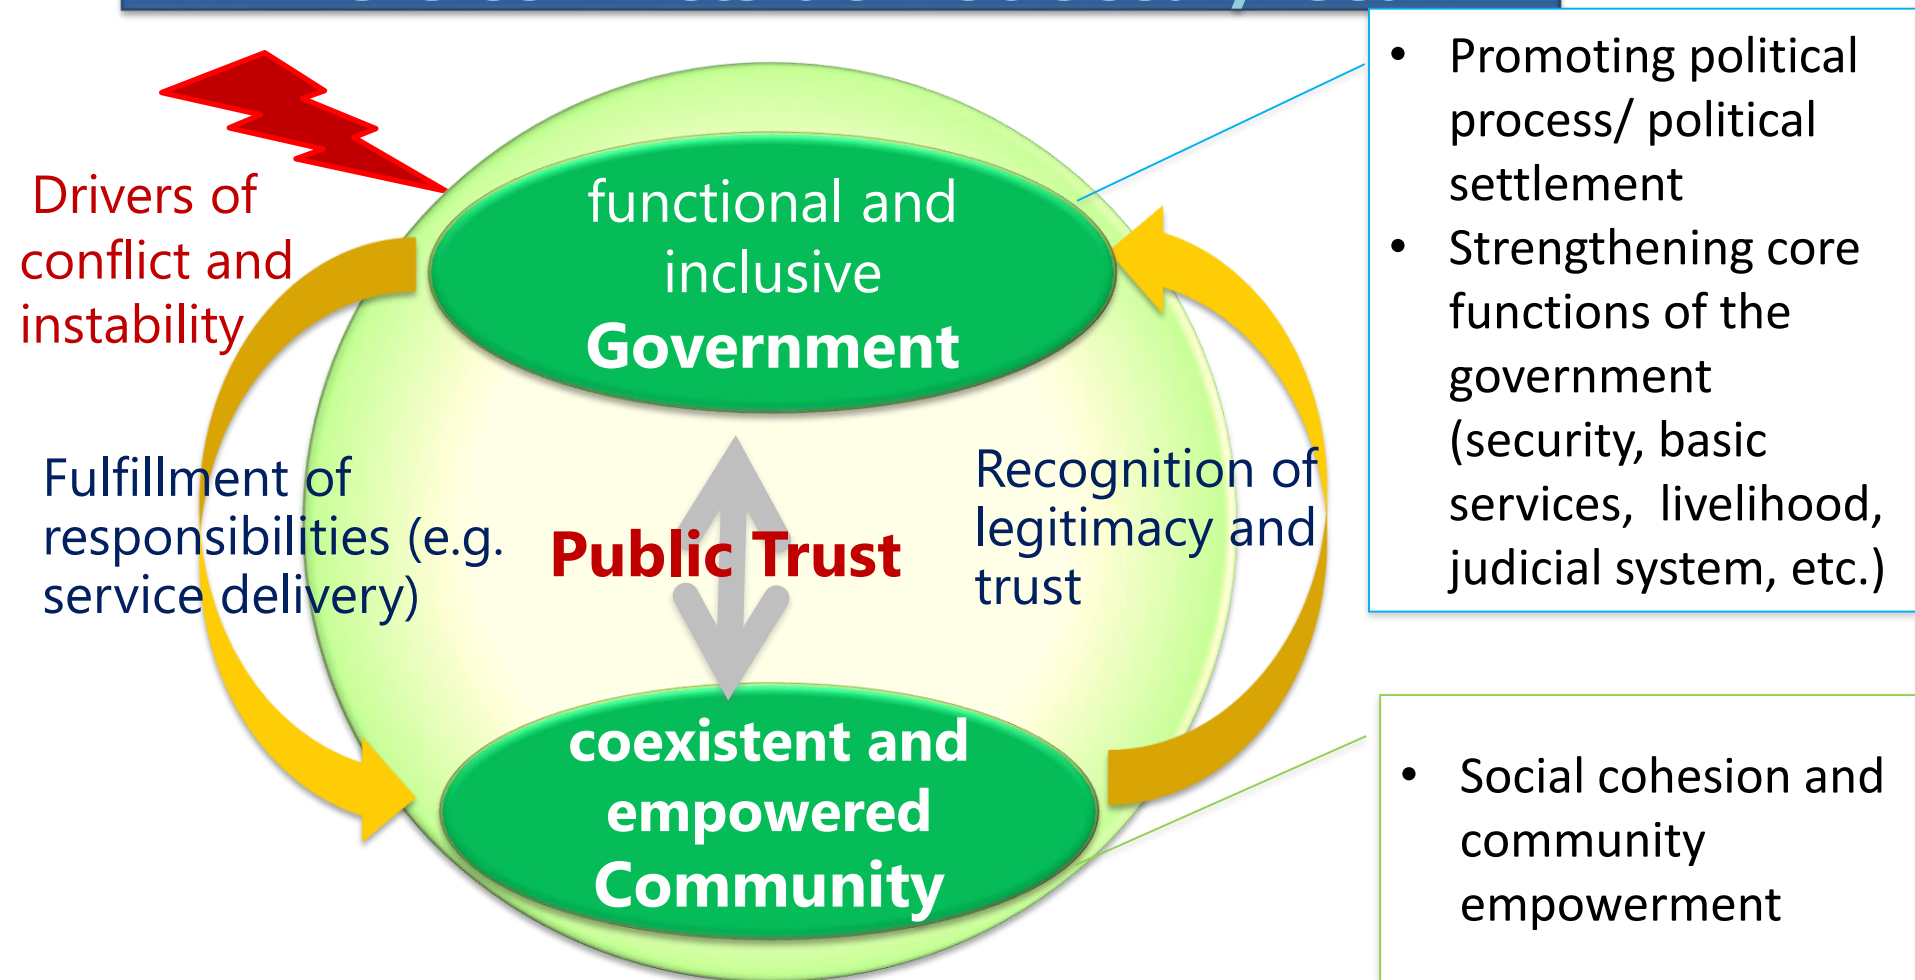 Drivers of
conflict and
instability
functional and
inclusive
Government
Fulfillment of
responsibilities (e.g.
service delivery)
Public Trust
Recognition of
legitimacy and
trust
coexistent and
empowered
Community
• Promoting political
process/ political
settlement
• Strengthening core
functions of the
government
(security, basic
services, livelihood,
judicial system, etc.)
• Social cohesion and
community
empowerment